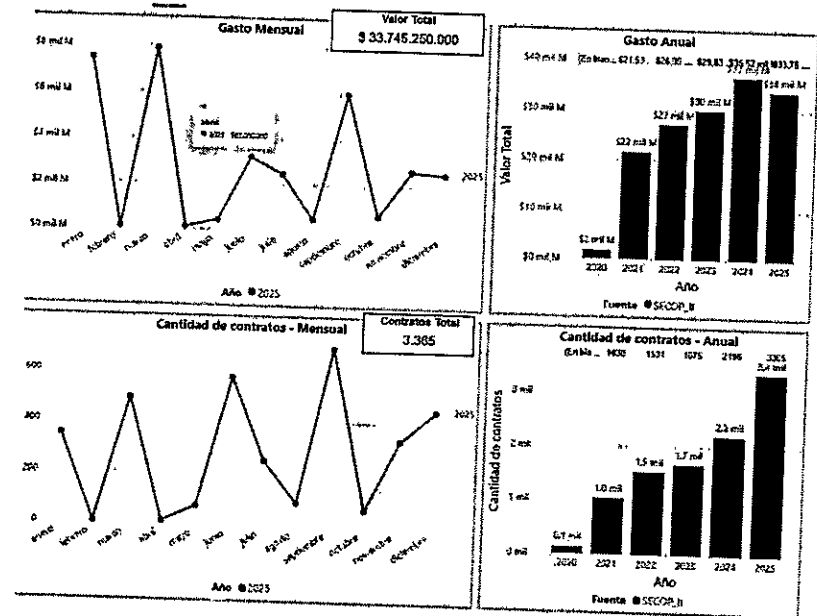 Gasto Mensual
Valor Total
$ 33.745.250.000
$8 mil M
$6 mil M
$4 mil M
$2 mil M
$0 mil M
abril
2025
enero
febrero
marzo
abril
mayo
junio
julio
agosto
septiembre
octubre
noviembre
diciembre
Año 2025
Gasto Anual
$40 mil M
$30 mil M
$20 mil M
$10 mil M
$0 mil M
Valor Total
$2 mil M
$22 mil M
$27 mil M
$30 mil M
$34 mil M
2020
2021
2022
2023
2024
2025
Año
Fuente SECOP_II
Cantidad de contratos - Mensual
Contratos Total
3.365
600
400
200
0
2025
enero
febrero
marzo
abril
mayo
junio
julio
agosto
septiembre
octubre
noviembre
diciembre
Año 2025
Cantidad de contratos - Anual
(En bla...
1531
1675
2196
3365
3 mil
2 mil
1 mil
0 mil
Cantidad de contratos
0,1 mil
1,0 mil
1,5 mil
1,7 mil
2,2 mil
3,4 mil
2020
2021
2022
2023
2024
2025
Año
Fuente SECOP_II